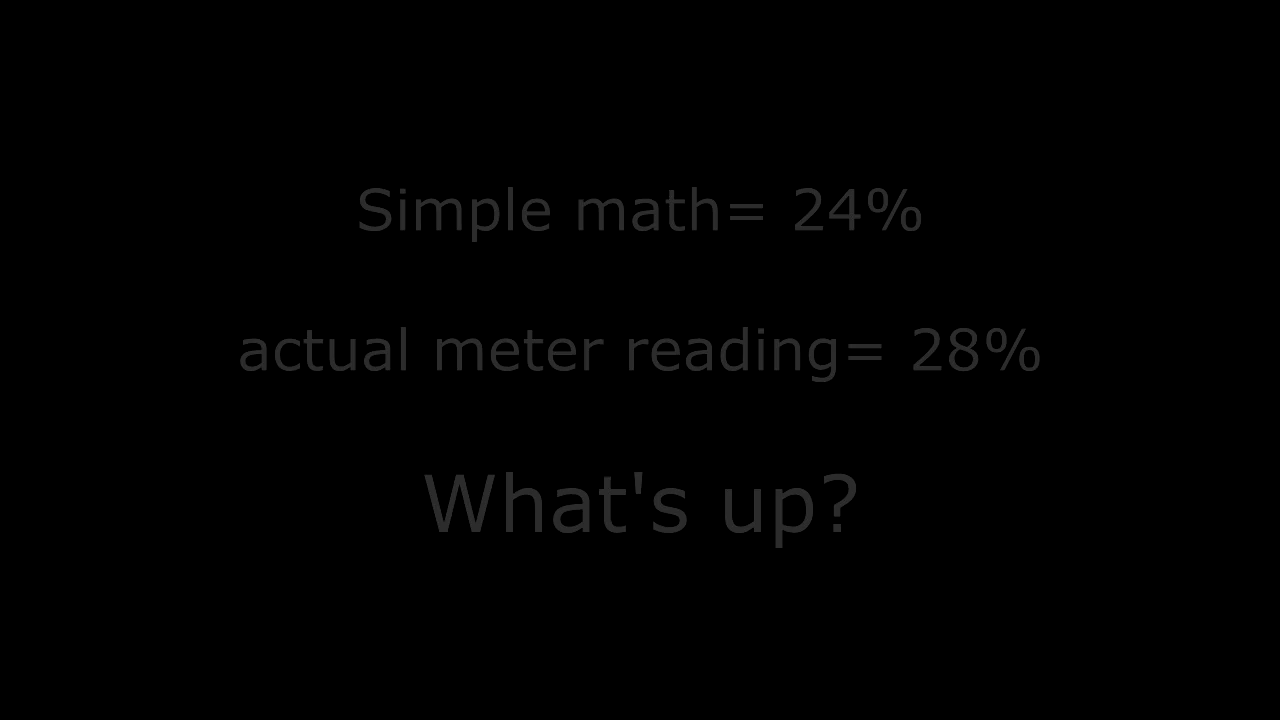 Simple math= 24%
actual meter reading= 28%
What's up?